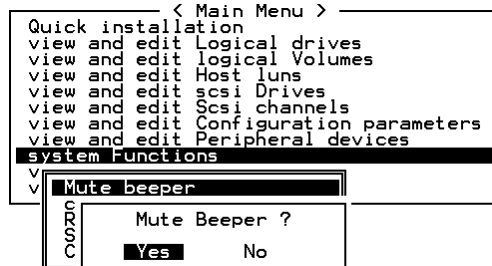 < Main Menu >
Quick installation
view and edit Logical drives
view and edit logical Volumes
view and edit Host luns
view and edit scsi Drives
view and edit Scsi channels
view and edit Configuration parameters
view and edit Peripheral devices
system Functions
v
v
Mute beeper
C
R
S
C
Mute Beeper ?
Yes No